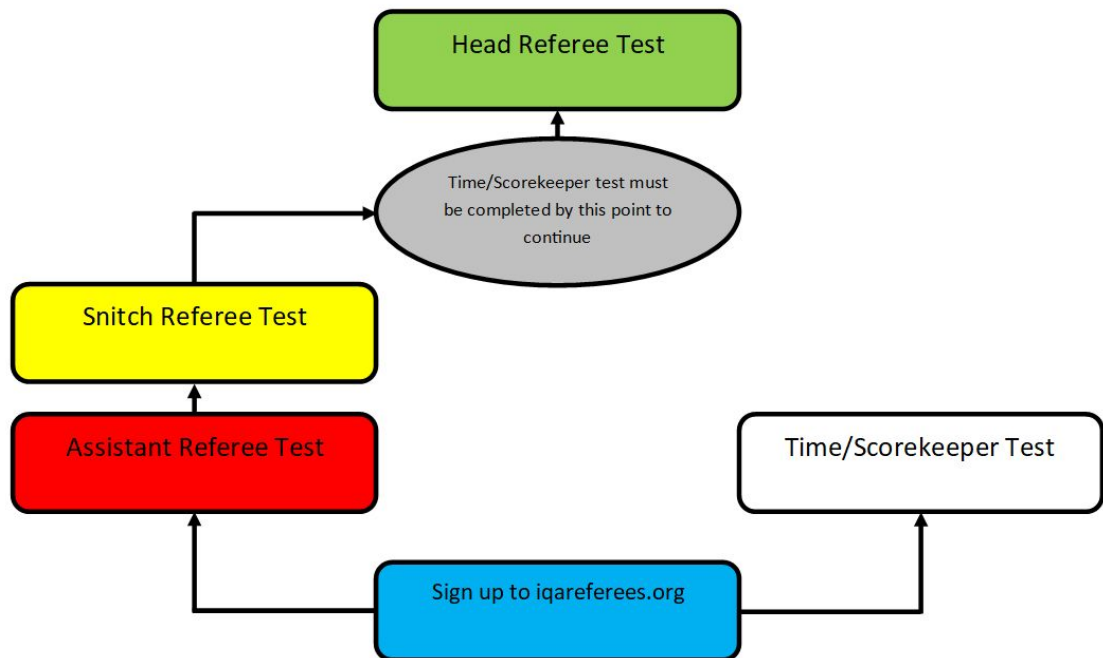 Head Referee Test
Time/Scorekeeper test must
be completed by this point to
continue
Snitch Referee Test
Assistant Referee Test
Time/Scorekeeper Test
Sign up to iqareferees.org